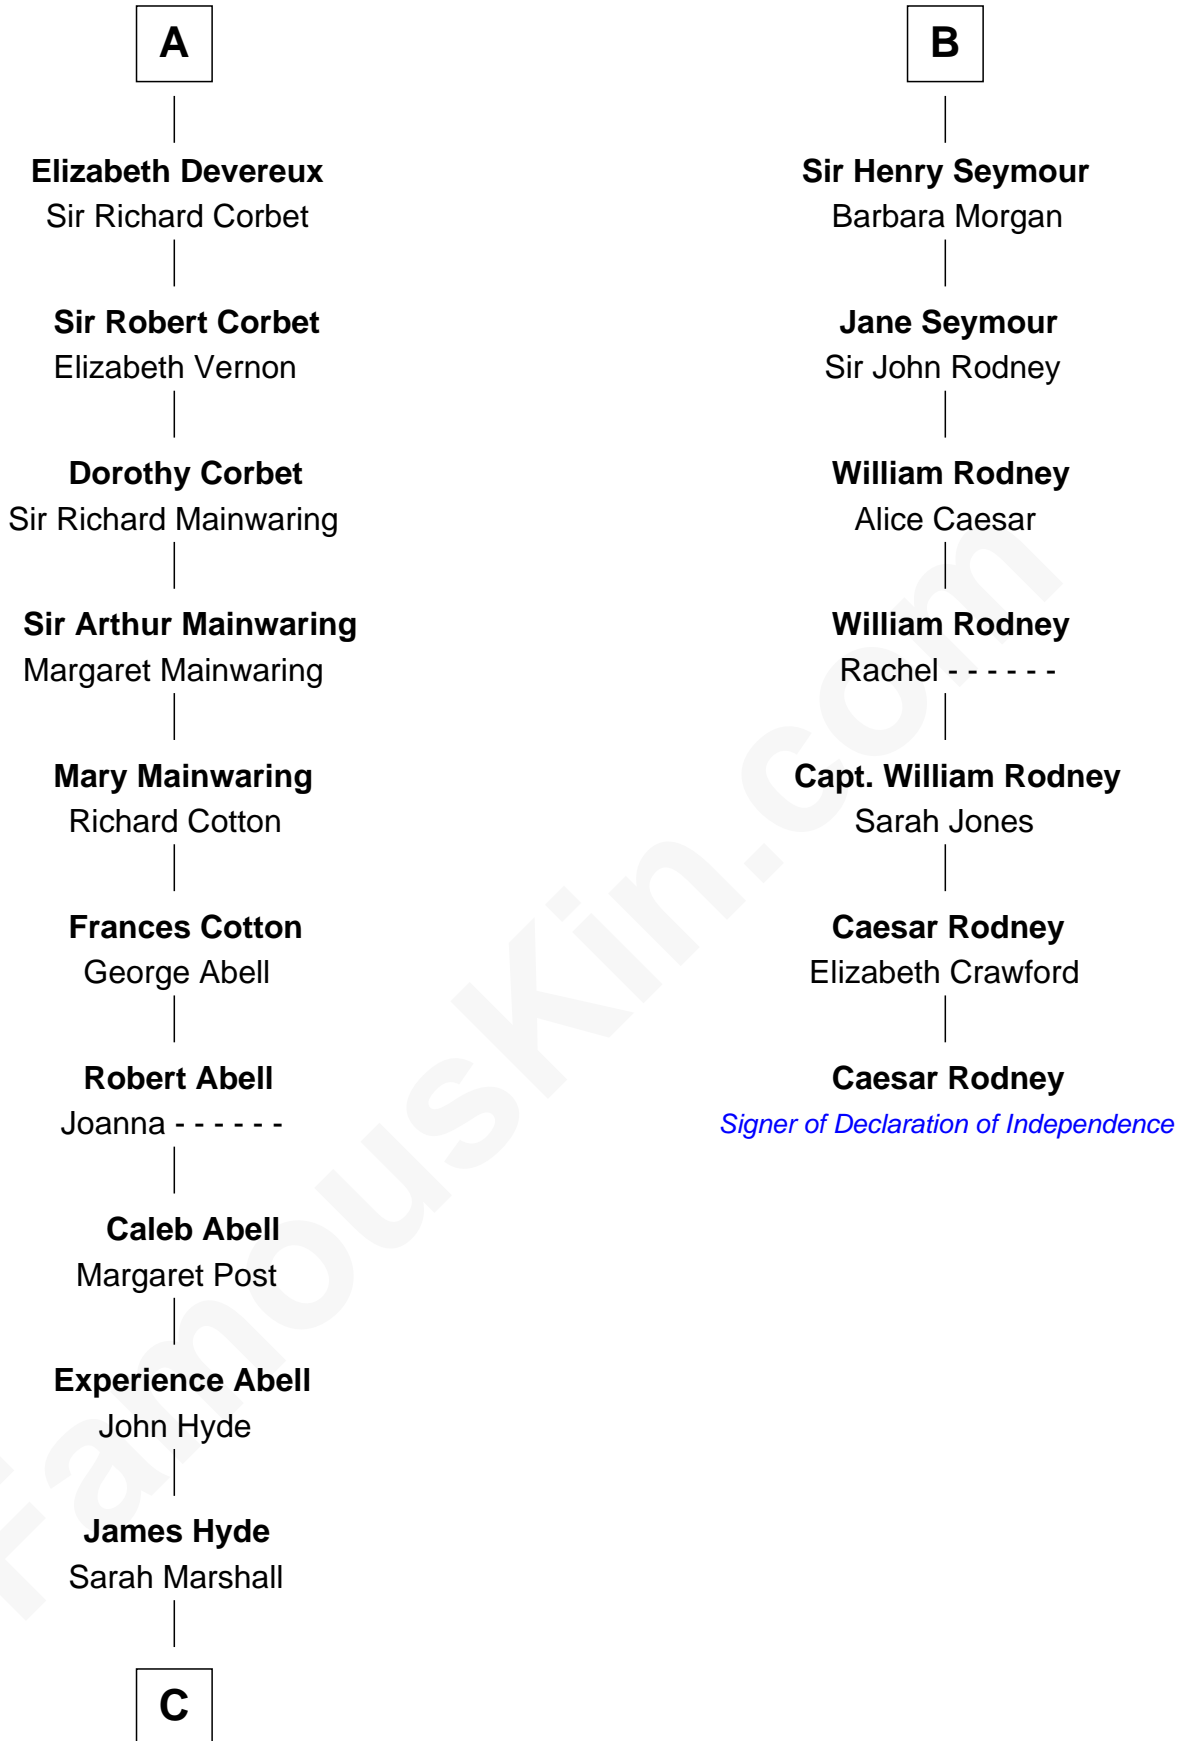 A
Elizabeth Devereux
Sir Richard Corbet
Sir Robert Corbet
Elizabeth Vernon
Dorothy Corbet
Sir Richard Mainwaring
Sir Arthur Mainwaring
Margaret Mainwaring
Mary Mainwaring
Richard Cotton
Frances Cotton
George Abell
Robert Abell
Joanna - - - - - -
Caleb Abell
Margaret Post
Experience Abell
John Hyde
James Hyde
Sarah Marshall
C
B
Sir Henry Seymour
Barbara Morgan
Jane Seymour
Sir John Rodney
William Rodney
Alice Caesar
William Rodney
Rachel - - - - - -
Capt. William Rodney
Sarah Jones
Caesar Rodney
Elizabeth Crawford
Caesar Rodney
Signer of Declaration of Independence
FamousKin.com